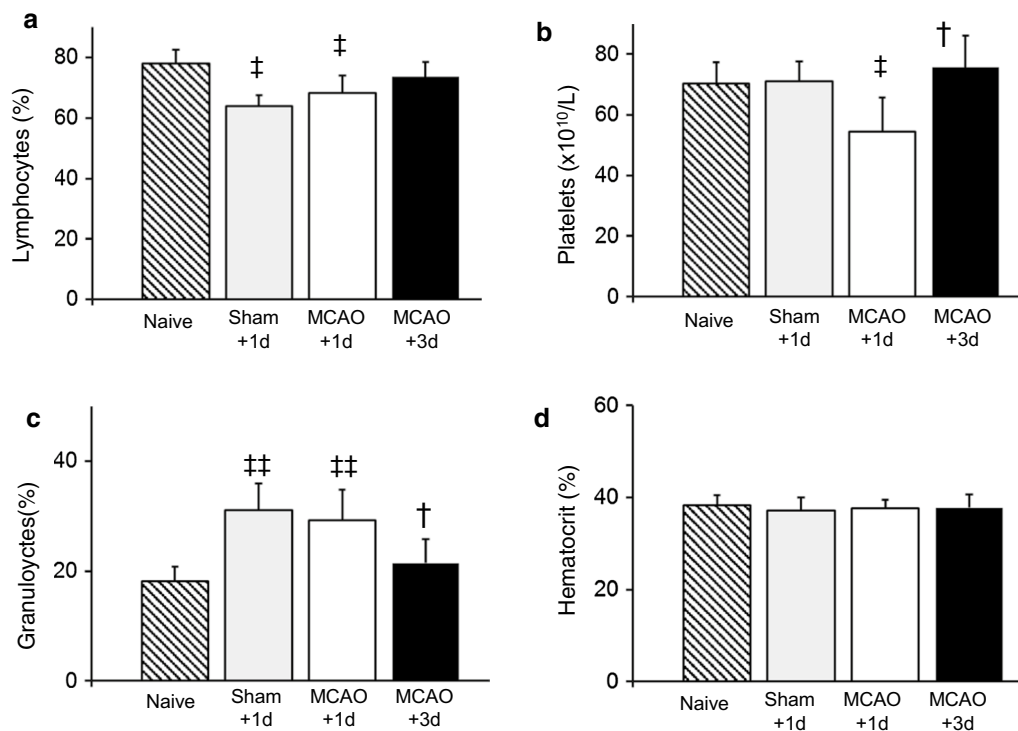 a
Lymphocytes (%)
80
60
40
20
0
‡
‡
Naive
Sham
+1d
MCAO
+1d
MCAO
+3d
b
Platelets (x10¹⁰/L)
80
60
40
20
0
‡
†
Naive
Sham
+1d
MCAO
+1d
MCAO
+3d
c
Granuloyctes(%)
40
20
0
‡‡
‡‡
†
Naive
Sham
+1d
MCAO
+1d
MCAO
+3d
d
Hematocrit (%)
60
40
20
0
Naive
Sham
+1d
MCAO
+1d
MCAO
+3d